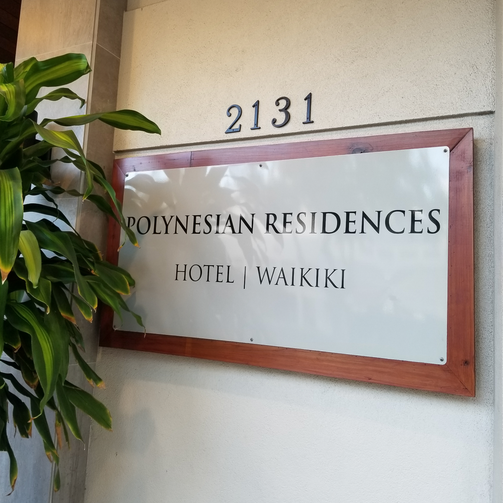 2131
POLYNESIAN RESIDENCES
HOTEL | WAIKIKI